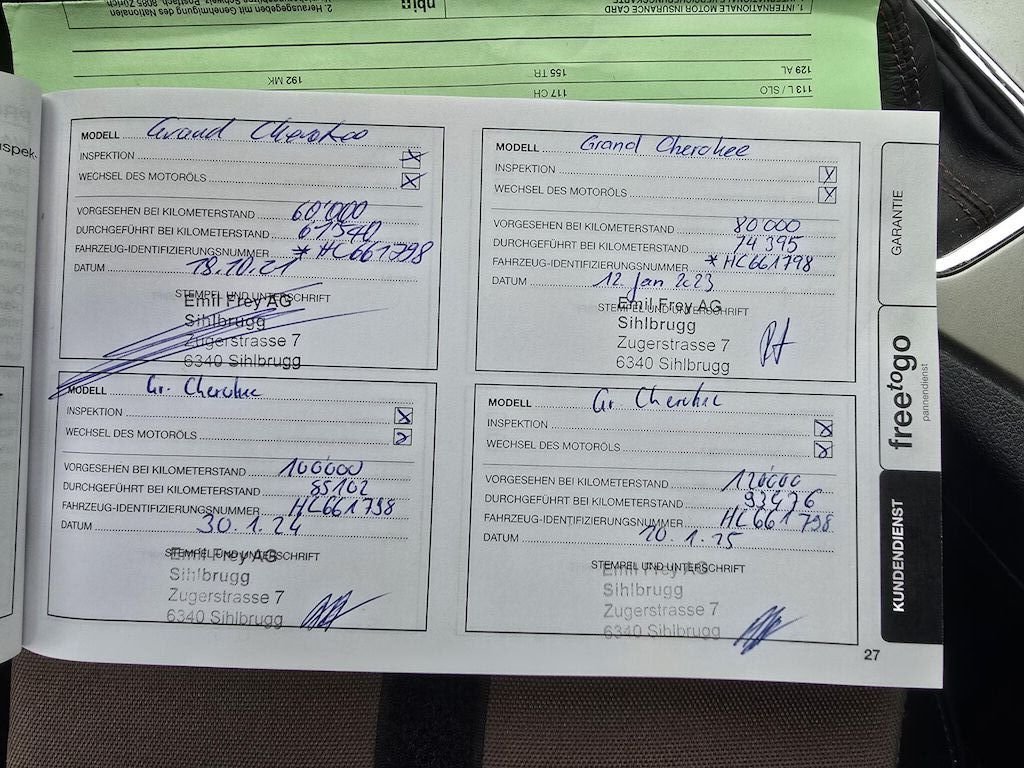 1. INTERNATIONALE MOTOR INSURANCE CARD
2. Herausgegeben mit Genehmigung des Nationalen
nbi
129 AL
155 TR
192 MK
113 L / SLO
117 CH
nspek-
MODELL Grand Cherokee
INSPEKTION X
WECHSEL DES MOTORÖLS X
VORGESEHEN BEI KILOMETERSTAND 60'000
DURCHGEFÜHRT BEI KILOMETERSTAND 61340
FAHRZEUG-IDENTIFIZIERUNGSNUMMER *HC661798
DATUM 18.10.21
STEMPEL UND UNTERSCHRIFT
Emil Frey AG
Sihlbrugg
Zugerstrasse 7
6340 Sihlbrugg
MODELL Grand Cherokee
INSPEKTION X
WECHSEL DES MOTORÖLS X
VORGESEHEN BEI KILOMETERSTAND 80'000
DURCHGEFÜHRT BEI KILOMETERSTAND 74395
FAHRZEUG-IDENTIFIZIERUNGSNUMMER *HC661798
DATUM 12. Jan 2023
STEMPEL UND UNTERSCHRIFT
Emil Frey AG
Sihlbrugg
Zugerstrasse 7
6340 Sihlbrugg
MODELL Gr. Cherokee
INSPEKTION X
WECHSEL DES MOTORÖLS X
VORGESEHEN BEI KILOMETERSTAND 100000
DURCHGEFÜHRT BEI KILOMETERSTAND 85102
FAHRZEUG-IDENTIFIZIERUNGSNUMMER HC661798
DATUM 30.1.24
STEMPEL UND UNTERSCHRIFT
Emil Frey AG
Sihlbrugg
Zugerstrasse 7
6340 Sihlbrugg
MODELL Gr. Cherokee
INSPEKTION X
WECHSEL DES MOTORÖLS X
VORGESEHEN BEI KILOMETERSTAND 120000
DURCHGEFÜHRT BEI KILOMETERSTAND 93476
FAHRZEUG-IDENTIFIZIERUNGSNUMMER HC661798
DATUM 20.1.25
STEMPEL UND UNTERSCHRIFT
Emil Frey AG
Sihlbrugg
Zugerstrasse 7
6340 Sihlbrugg
GARANTIE
freetogo
pannendienst
KUNDENDIENST
27